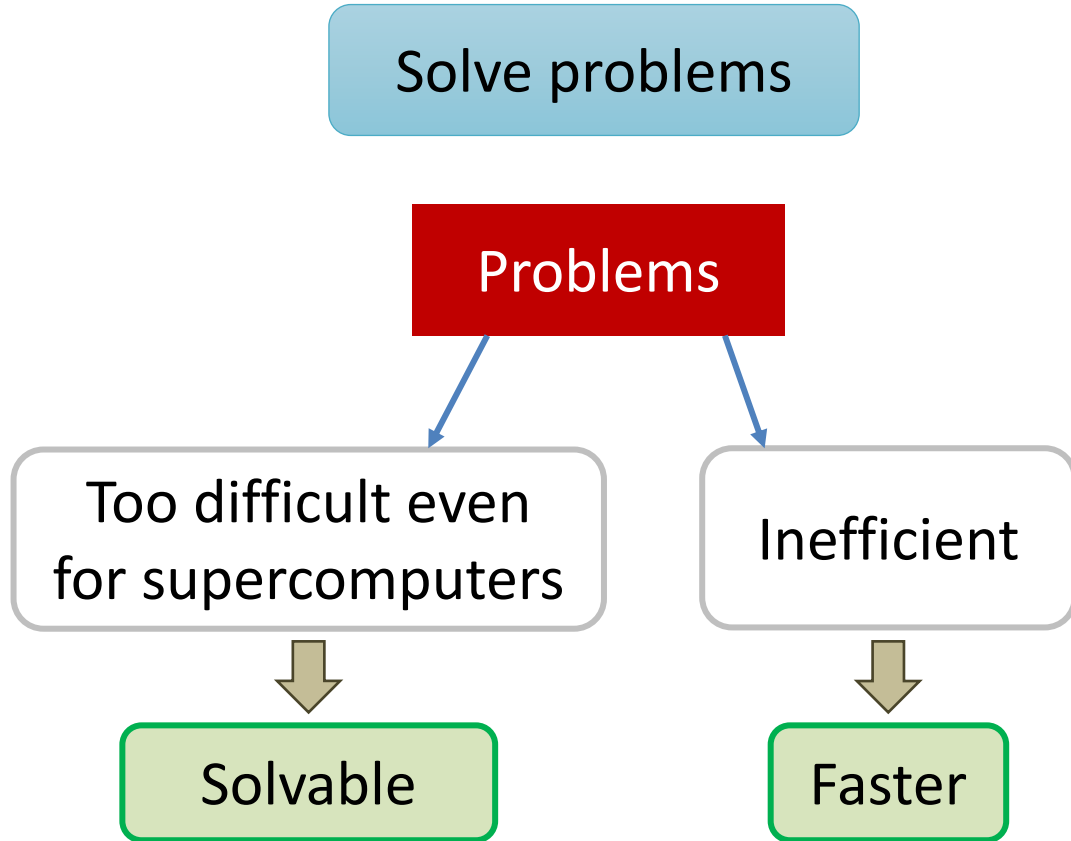 Solve problems
Problems
Too difficult even
for supercomputers
Inefficient
Solvable
Faster